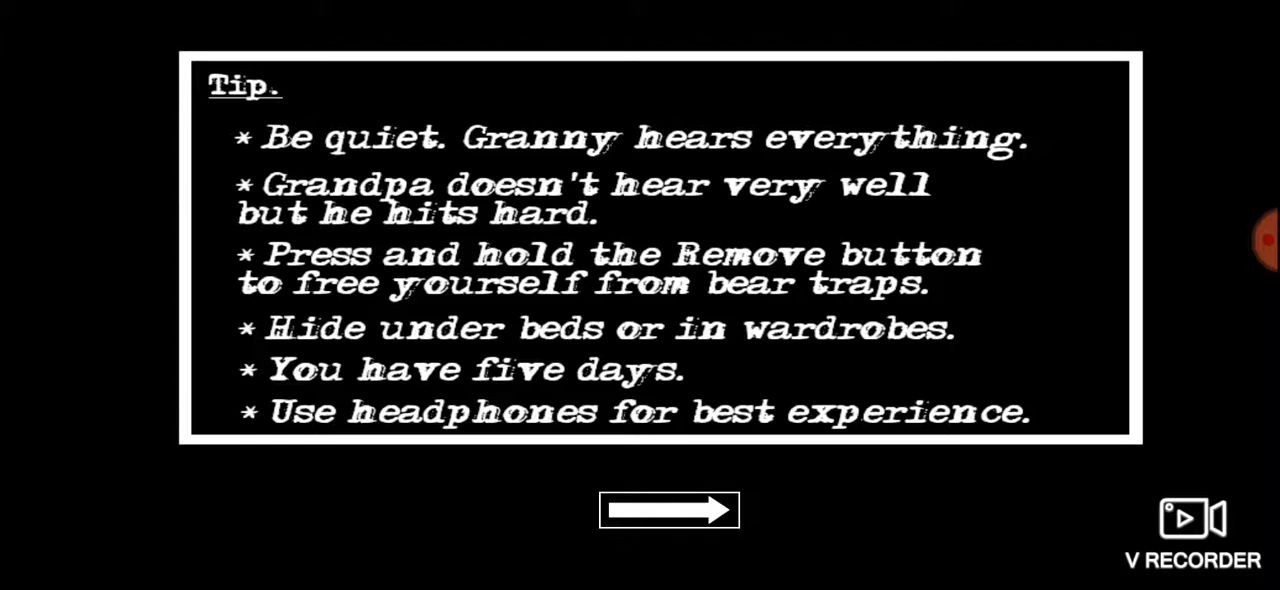 Tip.
* Be quiet. Granny hears everything.
* Grandpa doesn't hear very well
but he hits hard.
* Press and hold the Remove button
to free yourself from bear traps.
* Hide under beds or in wardrobes.
* You have five days.
* Use headphones for best experience.
V RECORDER